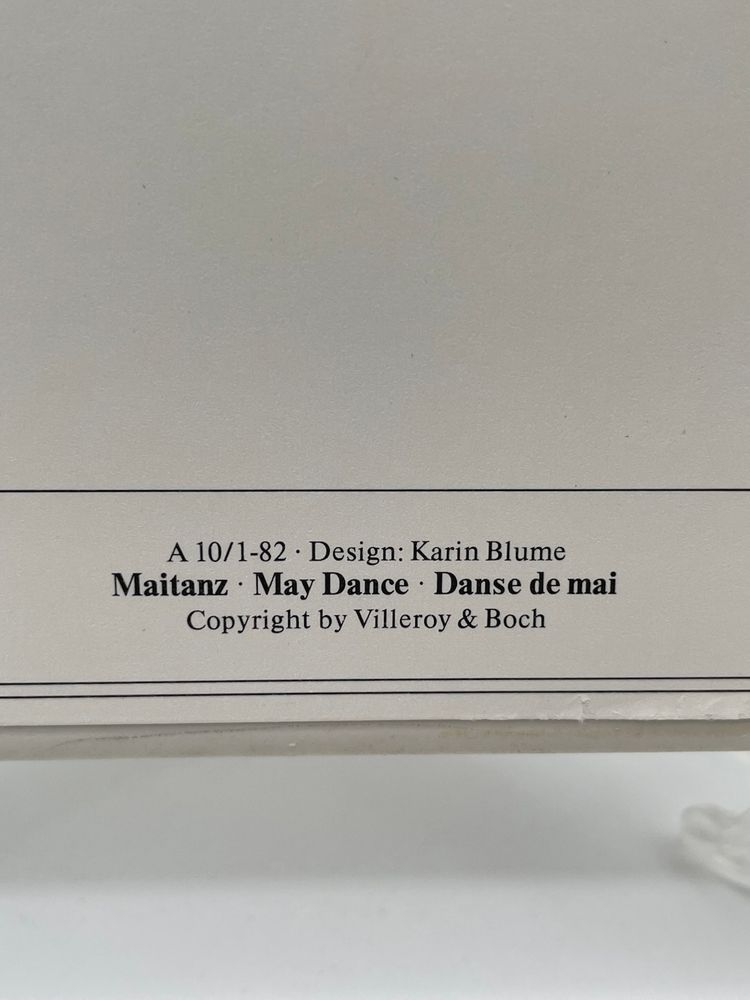 A 10/1-82 · Design: Karin Blume
Maitanz · May Dance · Danse de mai
Copyright by Villeroy & Boch